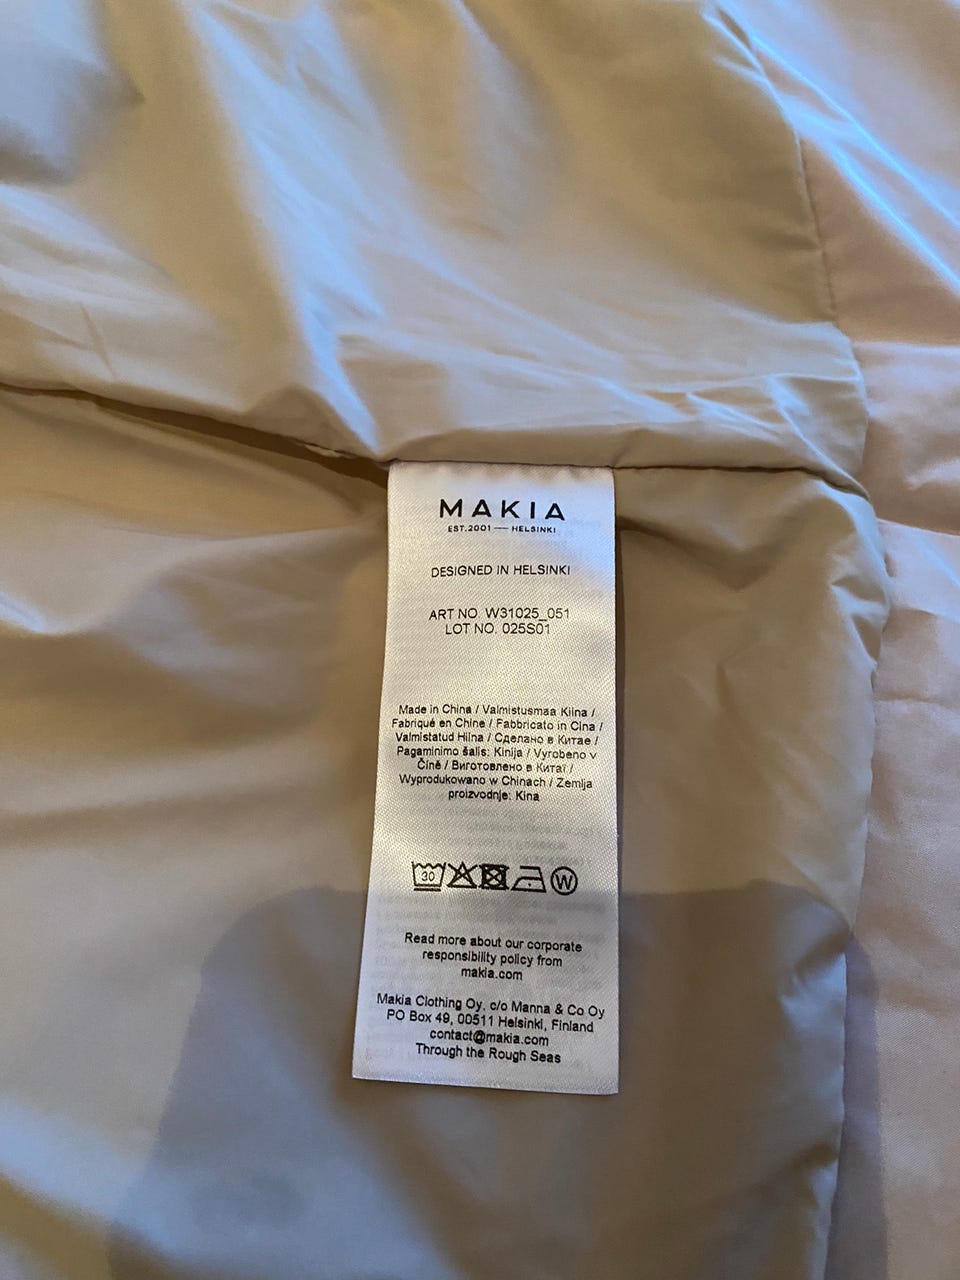 MAKIA
EST.2001 — HELSINKI
DESIGNED IN HELSINKI
ART NO. W31025_051
LOT NO. 025S01
Made in China / Valmistusmaa Kiina /
Fabriqué en Chine / Fabbricato in Cina /
Valmistatud Hiina / Сделано в Китае /
Pagaminimo šalis: Kinija / Vyrobeno v
Číně / Виготовлено в Китаї /
Wyprodukowano w Chinach / Zemlja
proizvodnje: Kina
30 W
Read more about our corporate
responsibility policy from
makia.com
Makia Clothing Oy, c/o Manna & Co Oy
PO Box 49, 00511 Helsinki, Finland
contact@makia.com
Through the Rough Seas